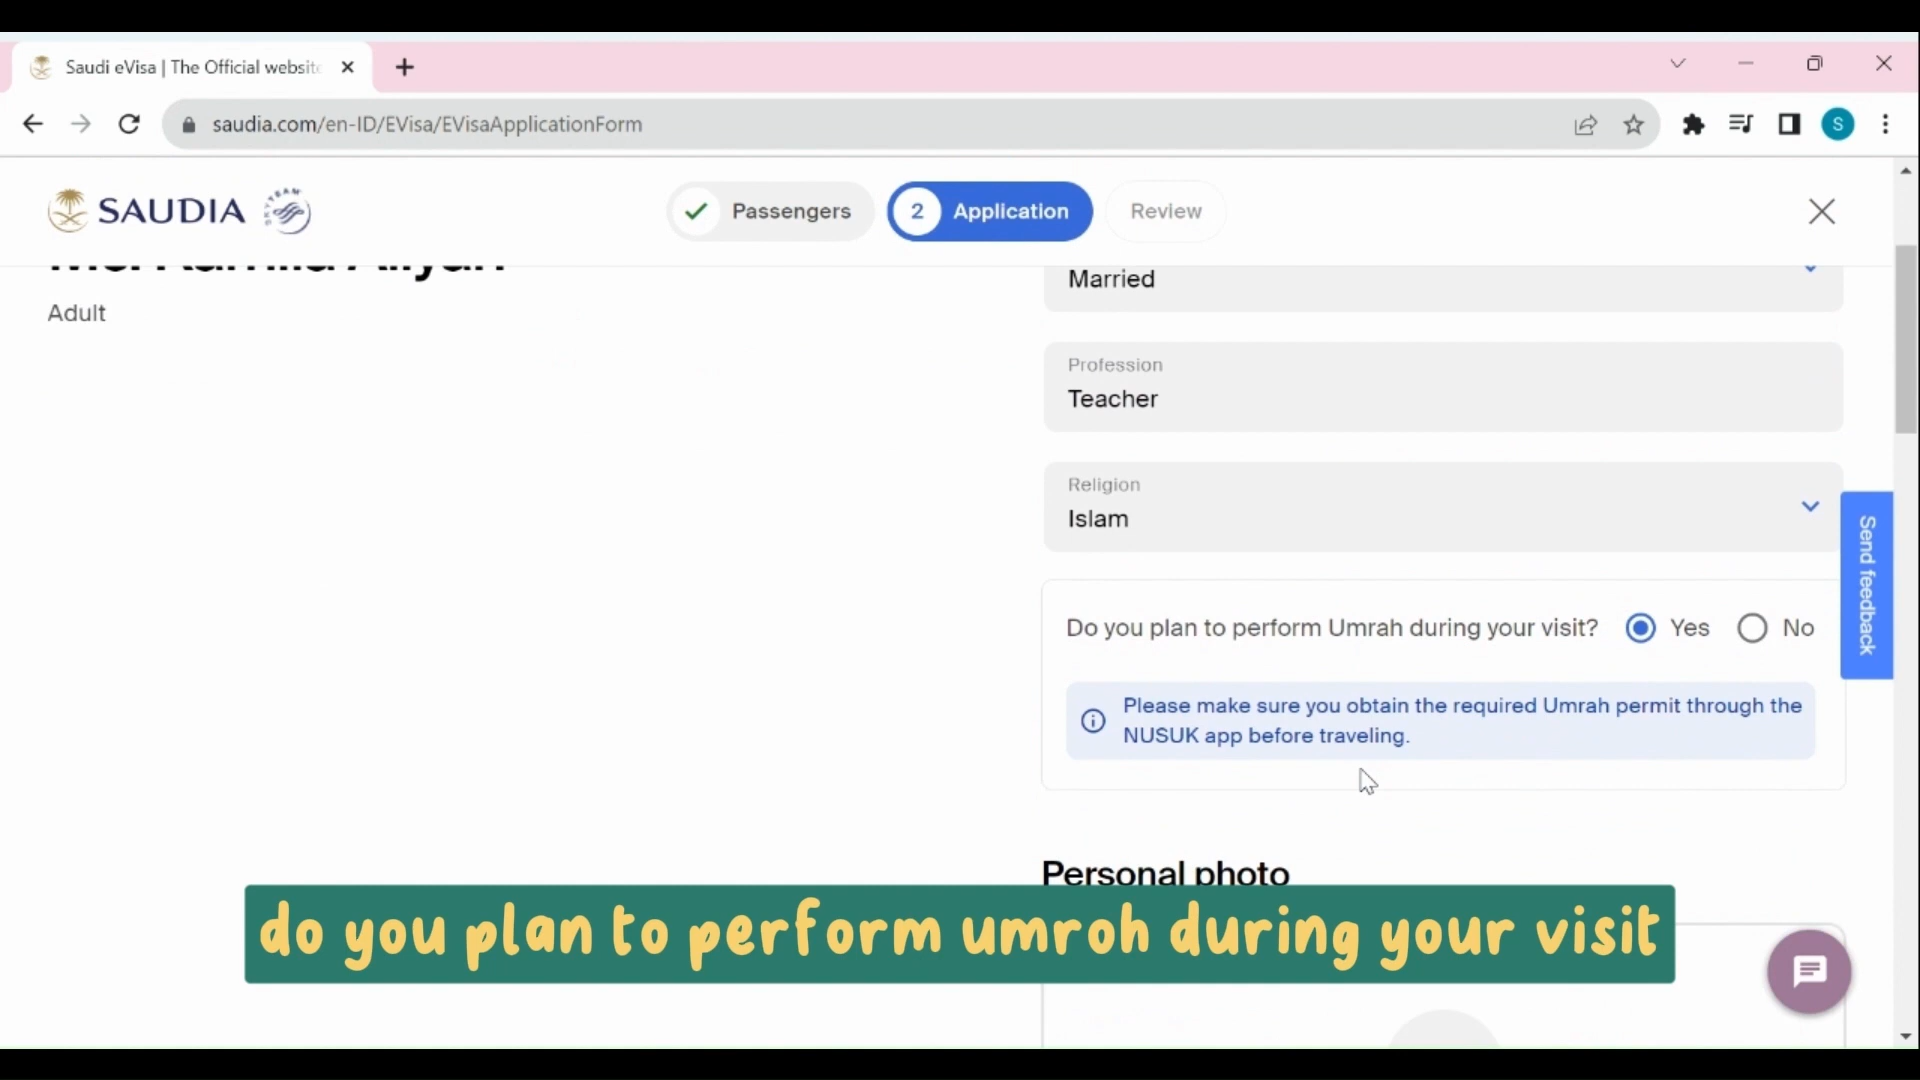 Saudi eVisa | The Official website
saudia.com/en-ID/EVisa/EVisaApplicationForm
S
SAUDIA
Passengers
2 Application
Review
Adult
Married
Profession
Teacher
Religion
Islam
Do you plan to perform Umrah during your visit? Yes No
Please make sure you obtain the required Umrah permit through the
NUSUK app before traveling.
Send feedback
Personal photo
do you plan to perform umroh during your visit